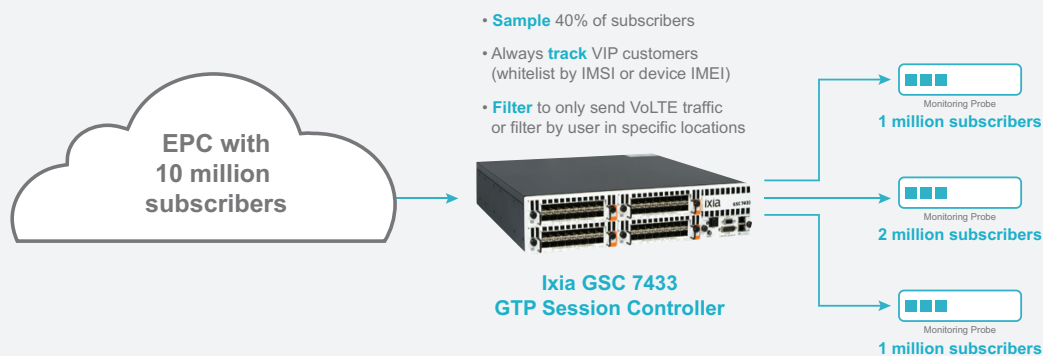 • Sample 40% of subscribers
• Always track VIP customers
(whitelist by IMSI or device IMEI)
• Filter to only send VoLTE traffic
or filter by user in specific locations
EPC with
10 million
subscribers
ixia
GSC 7433
Ixia GSC 7433
GTP Session Controller
Monitoring Probe
1 million subscribers
Monitoring Probe
2 million subscribers
Monitoring Probe
1 million subscribers